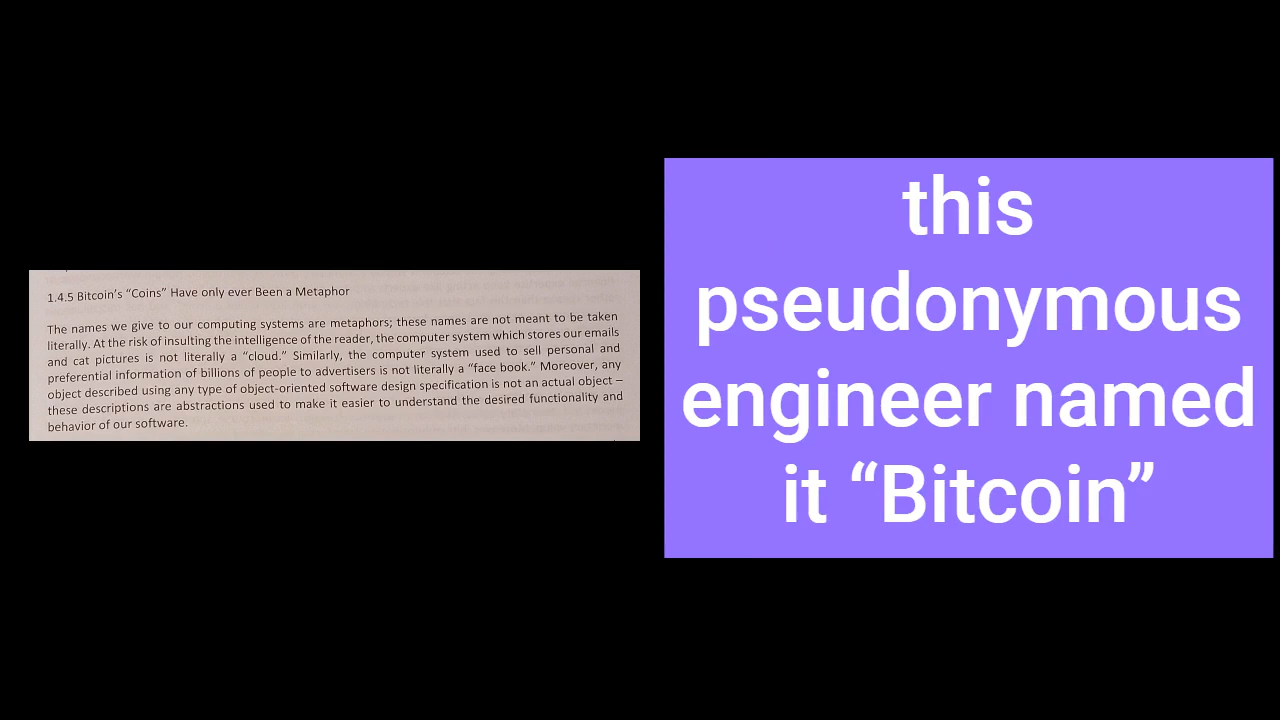 1.4.5 Bitcoin’s “Coins” Have only ever Been a Metaphor
The names we give to our computing systems are metaphors; these names are not meant to be taken
literally. At the risk of insulting the intelligence of the reader, the computer system which stores our emails
and cat pictures is not literally a “cloud.” Similarly, the computer system used to sell personal and
preferential information of billions of people to advertisers is not literally a “face book.” Moreover, any
object described using any type of object-oriented software design specification is not an actual object –
these descriptions are abstractions used to make it easier to understand the desired functionality and
behavior of our software.
this
pseudonymous
engineer named
it “Bitcoin”